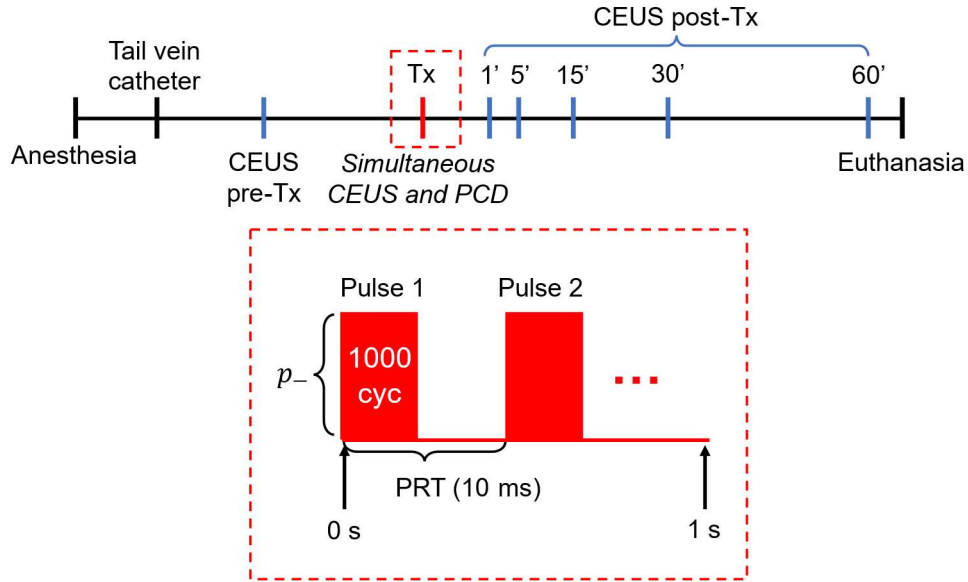 CEUS post-Tx
Tail vein
catheter
Tx
1’ 5’ 15’ 30’ 60’
Anesthesia
CEUS
pre-Tx
Simultaneous
CEUS and PCD
Euthanasia
Pulse 1
Pulse 2
p−
1000
cyc
...
PRT (10 ms)
0 s
1 s